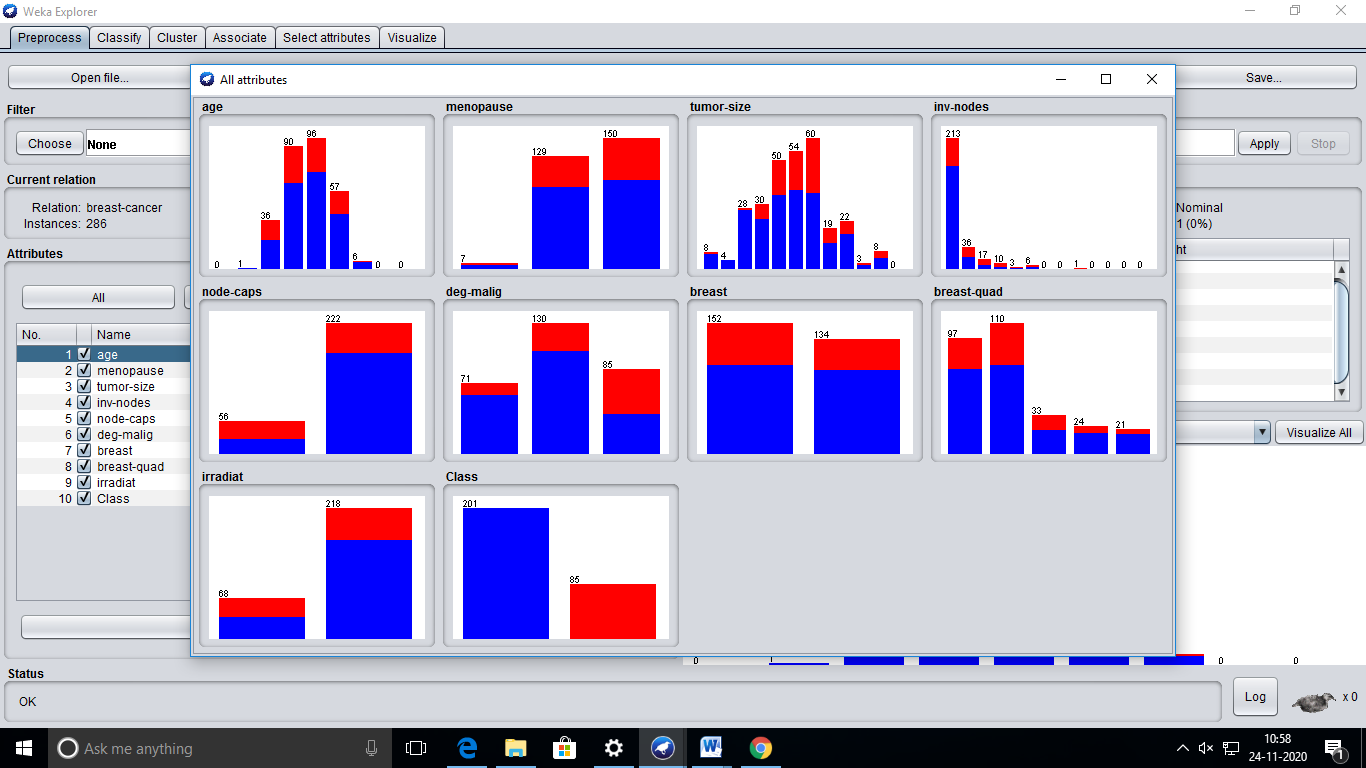 Weka Explorer
Preprocess Classify Cluster Associate Select attributes Visualize
Open file... Save...
All attributes
Filter
Choose None Apply Stop
Current relation
Relation: breast-cancer
Instances: 286
Nominal
1 (0%)
ht
Attributes
All
No. Name
1 age
2 menopause
3 tumor-size
4 inv-nodes
5 node-caps
6 deg-malig
7 breast
8 breast-quad
9 irradiat
10 Class
Visualize All
age
0 1 36 90 96 57 6 0 0
menopause
7 129 150
tumor-size
8 4 28 30 50 54 60 19 22 3 8 0
inv-nodes
213 36 17 10 3 6 0 0 1 0 0 0 0
node-caps
56 222
deg-malig
71 130 85
breast
152 134
breast-quad
97 110 33 24 21
irradiat
68 218
Class
201 85
0 1 0 0
Status
OK
Log x 0
Ask me anything
W
10:58
24-11-2020
1